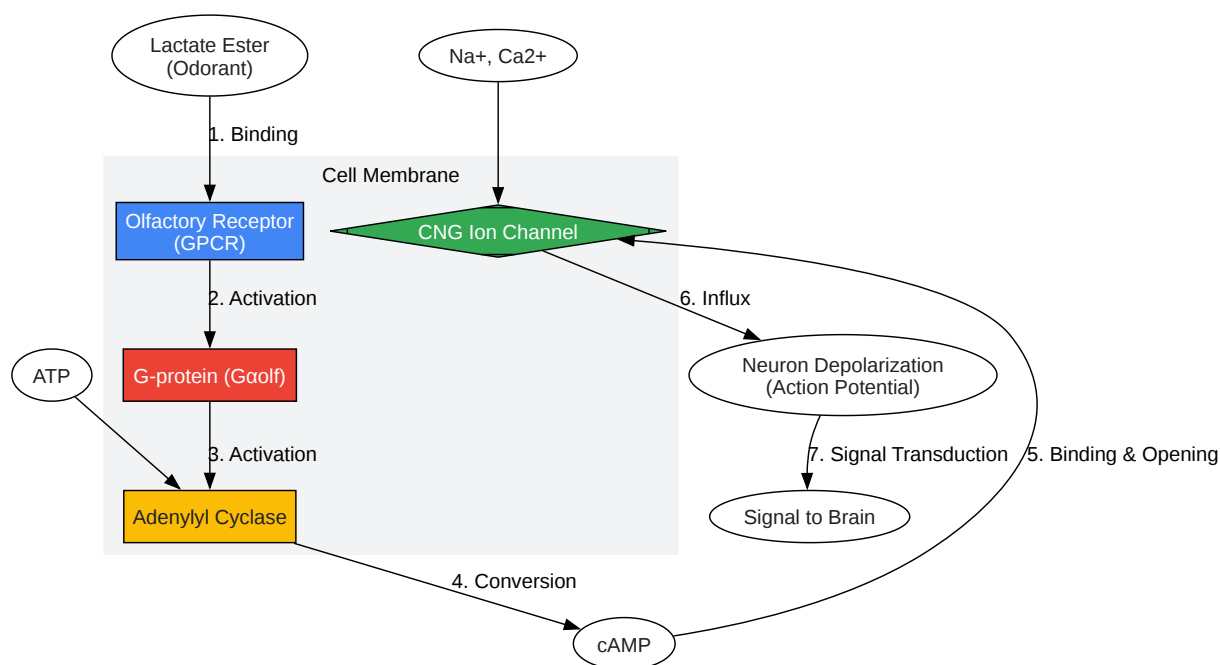 Lactate Ester
(Odorant)
Na+, Ca2+
1. Binding
Cell Membrane
Olfactory Receptor
(GPCR)
CNG Ion Channel
2. Activation
6. Influx
ATP
G-protein (Gαolf)
Neuron Depolarization
(Action Potential)
3. Activation
7. Signal Transduction
5. Binding & Opening
Adenylyl Cyclase
Signal to Brain
4. Conversion
cAMP